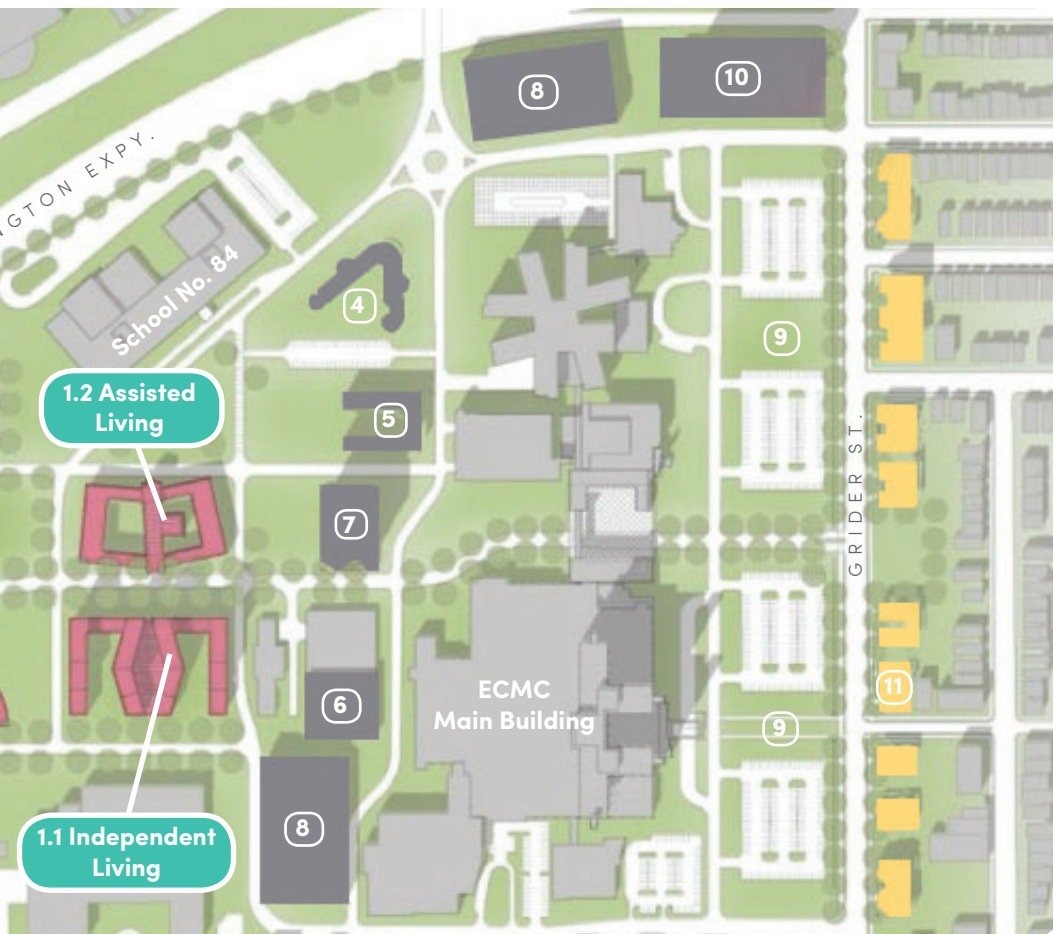 8
10
GTON EXPY.
School No. 84
4
9
1.2 Assisted
Living
5
GRIDER ST.
7
ECMC
Main Building
11
6
9
8
1.1 Independent
Living